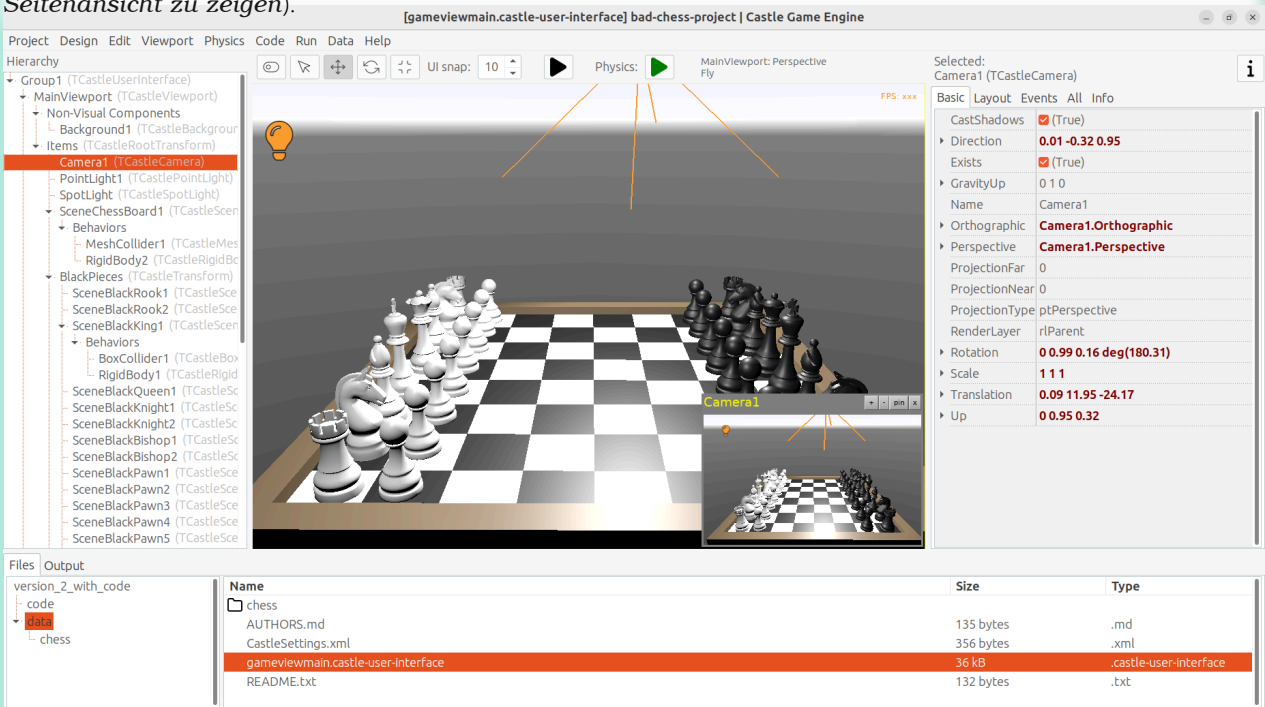 Seitenansicht zu zeigen).
[gameviewmain.castle-user-interface] bad-chess-project | Castle Game Engine
Project Design Edit Viewport Physics Code Run Data Help
Hierarchy
Group1 (TCastleUserInterface)
MainViewport (TCastleViewport)
Non-Visual Components
Background1 (TCastleBackgrour
Items (TCastleRootTransform)
Camera1 (TCastleCamera)
PointLight1 (TCastlePointLight)
SpotLight (TCastleSpotLight)
SceneChessBoard1 (TCastleScen
Behaviors
MeshCollider1 (TCastleMes
RigidBody2 (TCastleRigidBc
BlackPieces (TCastleTransform)
SceneBlackRook1 (TCastleSce
SceneBlackRook2 (TCastleSce
SceneBlackKing1 (TCastleScen
Behaviors
BoxCollider1 (TCastleBox
RigidBody1 (TCastleRigid
SceneBlackQueen1 (TCastleSc
SceneBlackKnight1 (TCastleSc
SceneBlackKnight2 (TCastleSc
SceneBlackBishop1 (TCastleSc
SceneBlackBishop2 (TCastleSc
SceneBlackPawn1 (TCastleSce
SceneBlackPawn2 (TCastleSce
SceneBlackPawn3 (TCastleSce
SceneBlackPawn4 (TCastleSce
SceneBlackPawn5 (TCastleSce
UI snap: 10
Physics:
MainViewport: Perspective
Fly
FPS: xxx
Camera1
+ - pin x
Selected:
Camera1 (TCastleCamera)
i
Basic Layout Events All Info
CastShadows (True)
Direction 0.01 -0.32 0.95
Exists (True)
GravityUp 0 1 0
Name Camera1
Orthographic Camera1.Orthographic
Perspective Camera1.Perspective
ProjectionFar 0
ProjectionNear 0
ProjectionType ptPerspective
RenderLayer rlParent
Rotation 0 0.99 0.16 deg(180.31)
Scale 1 1 1
Translation 0.09 11.95 -24.17
Up 0 0.95 0.32
Files Output
version_2_with_code
code
data
chess
Name Size Type
chess
AUTHORS.md 135 bytes .md
CastleSettings.xml 356 bytes .xml
gameviewmain.castle-user-interface 36 kB .castle-user-interface
README.txt 132 bytes .txt